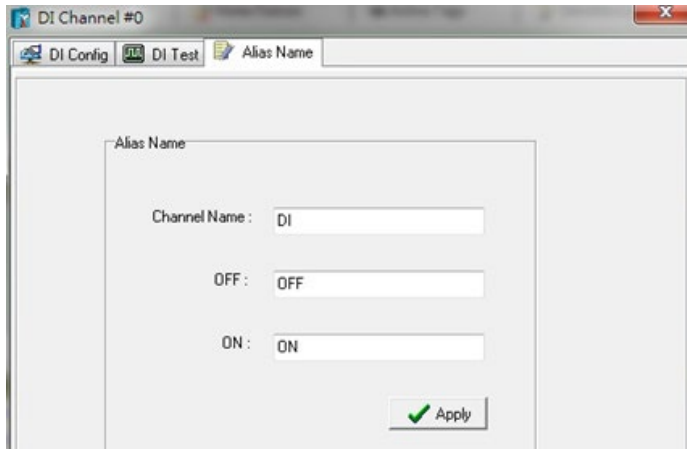 DI Channel #0
DI Config DI Test Alias Name
Alias Name
Channel Name : DI
OFF : OFF
ON : ON
Apply